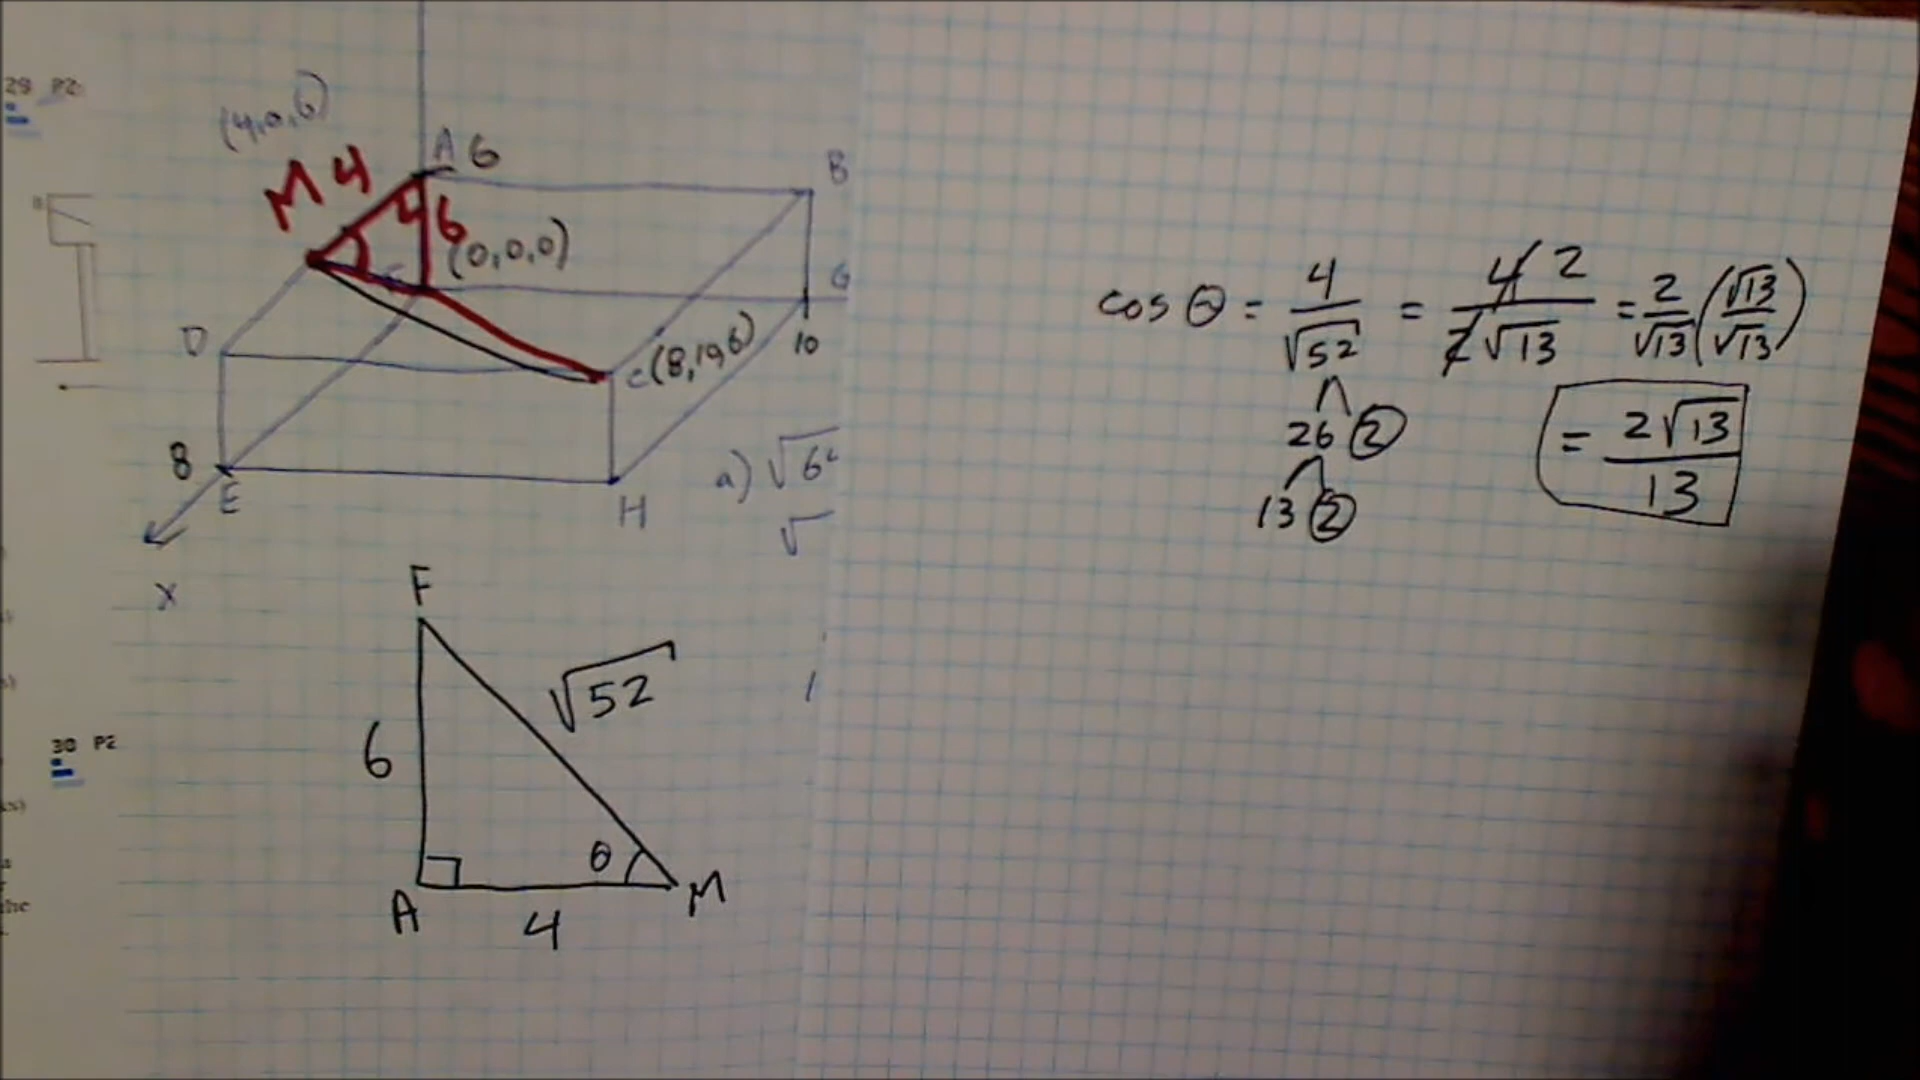 29 P2
(4,0,6)
A 6
B
M 4
6
(0,0,0)
F
G
D
C(8,10,6)
10
8
E
H
a) √6
√
x
F
√52
6
30 P2
θ
A
4
M
the
cos θ = 4/√52 = 4 2/2√13 = 2/√13 (√13/√13)
26 2
= 2√13/13
13 2